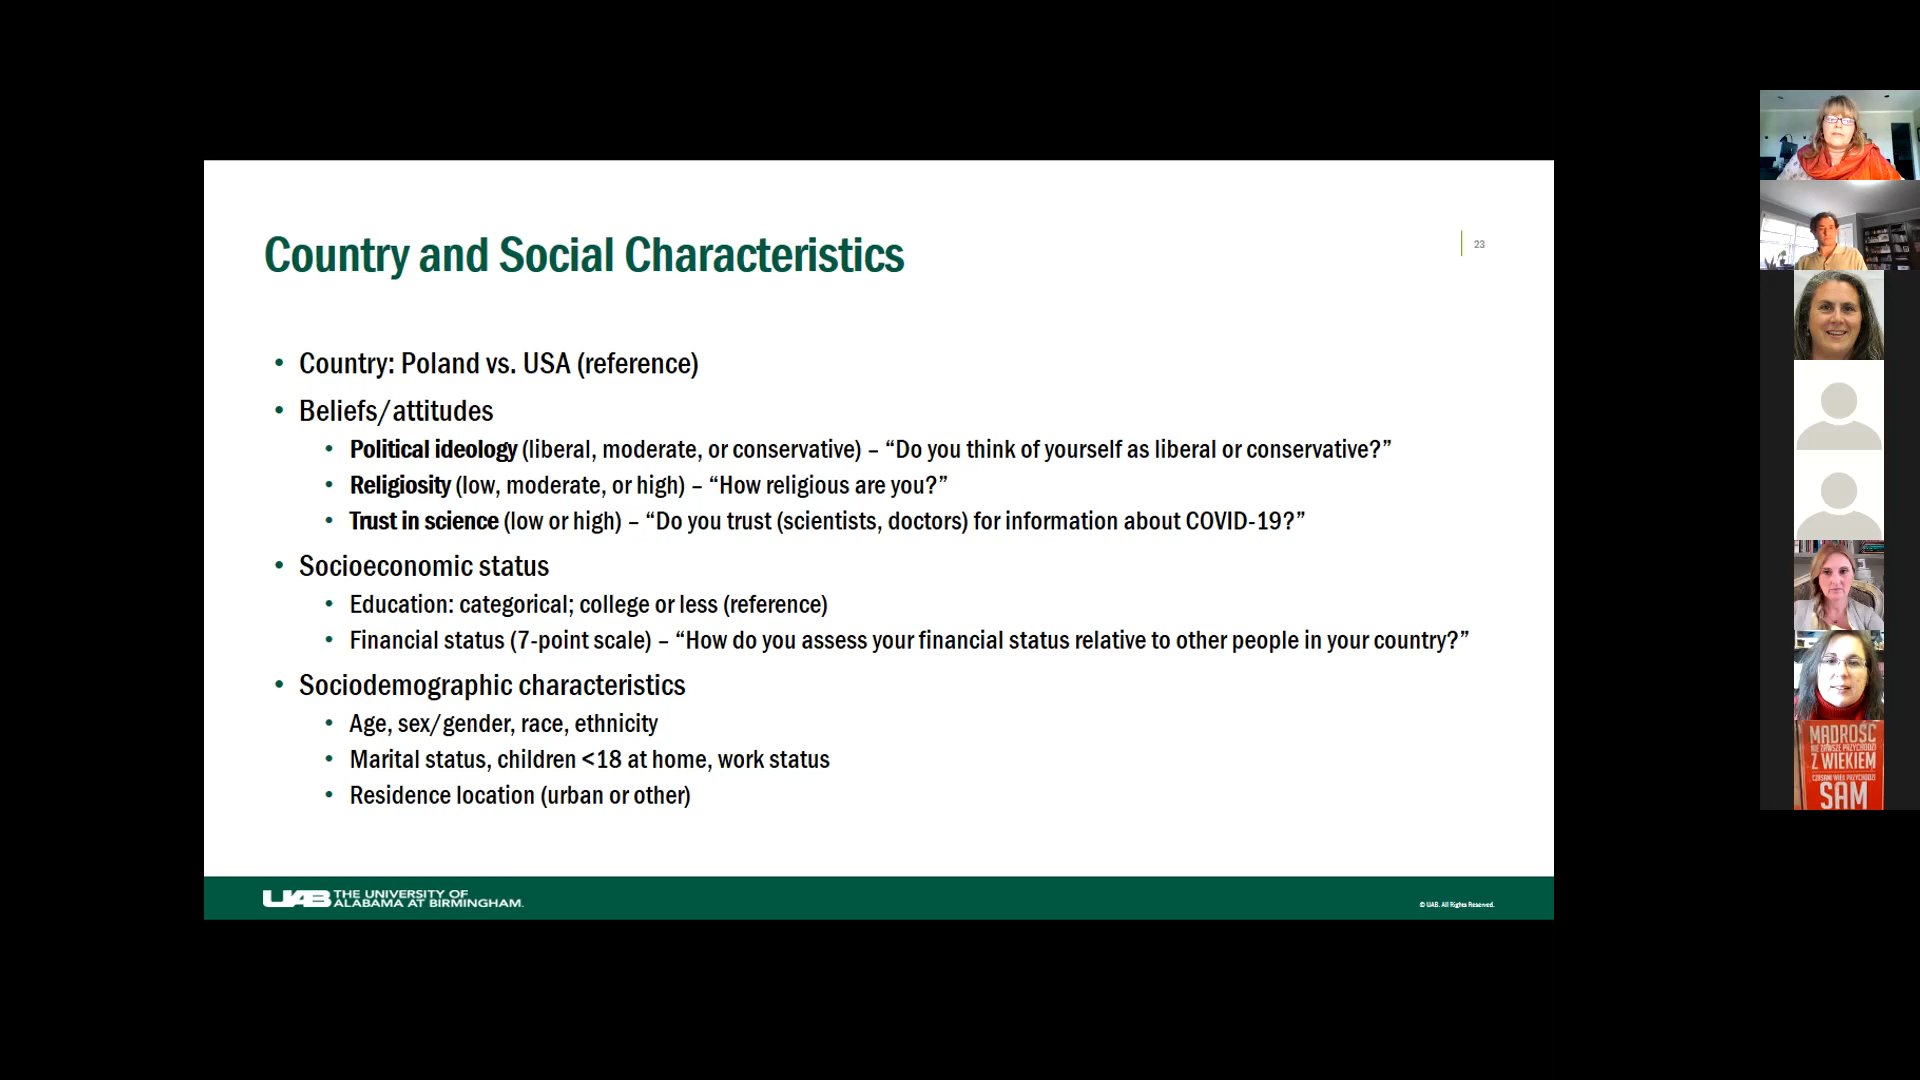 Country and Social Characteristics
23
• Country: Poland vs. USA (reference)
• Beliefs/attitudes
• Political ideology (liberal, moderate, or conservative) – “Do you think of yourself as liberal or conservative?”
• Religiosity (low, moderate, or high) – “How religious are you?”
• Trust in science (low or high) – “Do you trust (scientists, doctors) for information about COVID-19?”
• Socioeconomic status
• Education: categorical; college or less (reference)
• Financial status (7-point scale) – “How do you assess your financial status relative to other people in your country?”
• Sociodemographic characteristics
• Age, sex/gender, race, ethnicity
• Marital status, children <18 at home, work status
• Residence location (urban or other)
UAB THE UNIVERSITY OF
ALABAMA AT BIRMINGHAM.
© UAB. All Rights Reserved.
MĄDROŚĆ
NIE ZAWSZE PRZYCHODZI
Z WIEKIEM
CZASAMI WIEK PRZYCHODZI
SAM